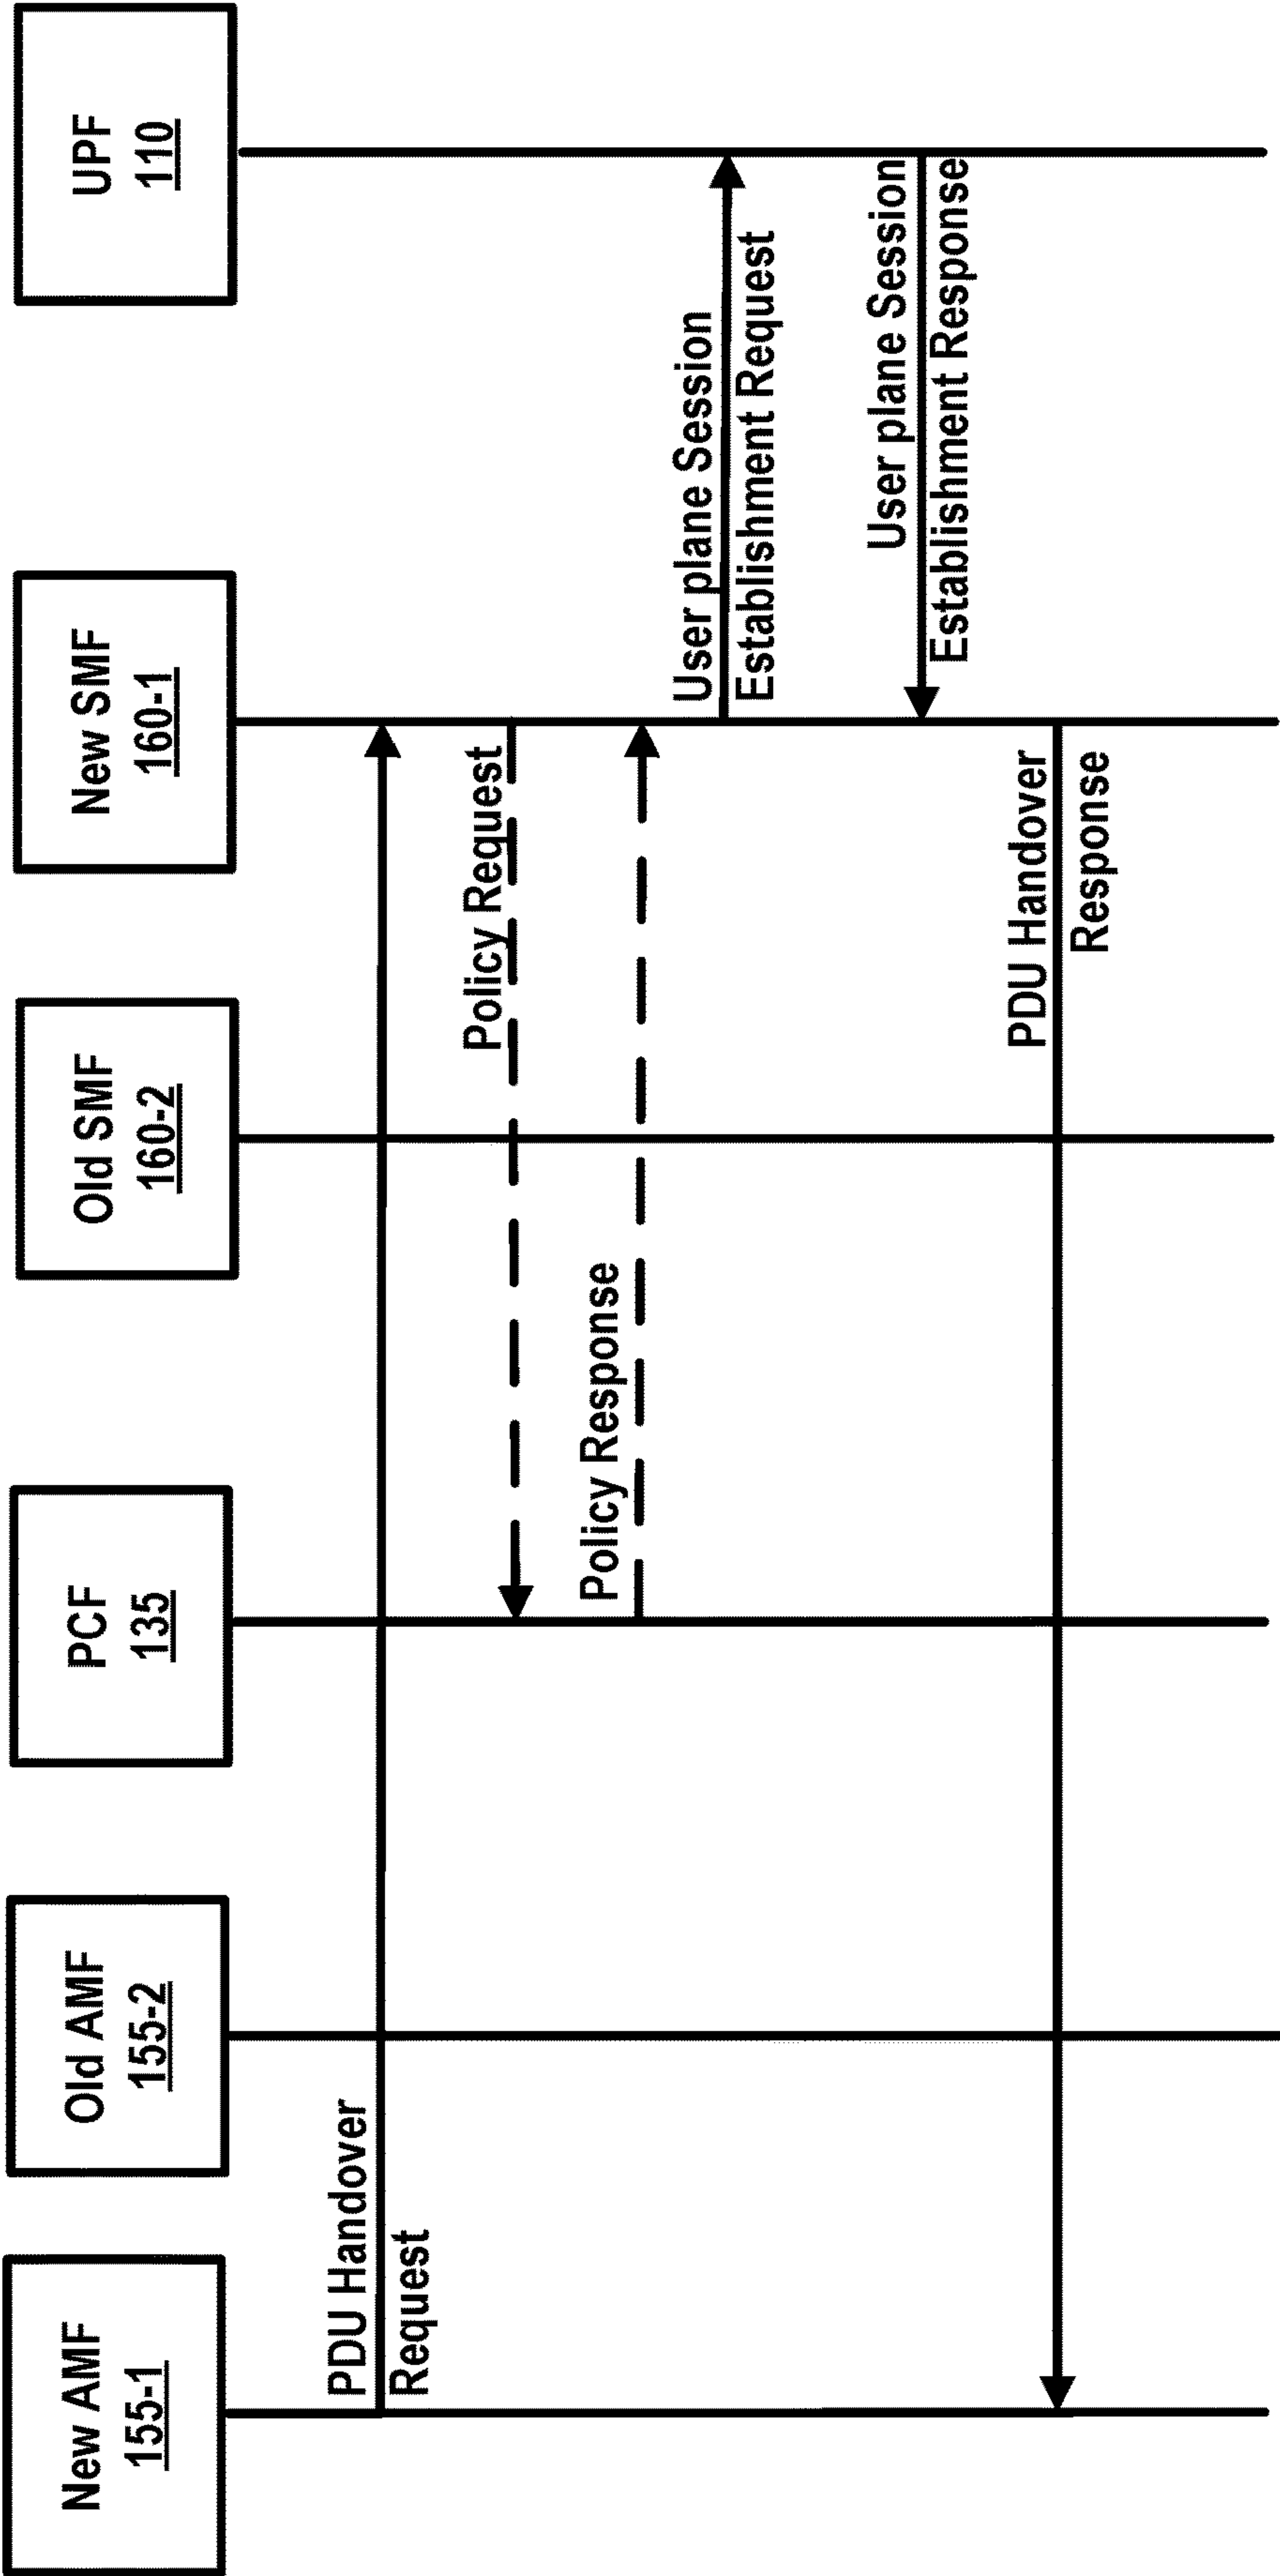 New AMF
155-1
Old AMF
155-2
PCF
135
Old SMF
160-2
New SMF
160-1
UPF
110
PDU Handover
Request
Policy Request
Policy Response
User plane Session
Establishment Request
User plane Session
Establishment Response
PDU Handover
Response